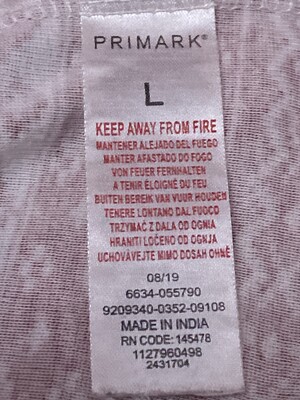 PRIMARK®
L
KEEP AWAY FROM FIRE
MANTENER ALEJADO DEL FUEGO
MANTER AFASTADO DO FOGO
VON FEUER FERNHALTEN
A TENIR ÉLOIGNÉ DU FEU
BUITEN BEREIK VAN VUUR HOUDEN
TENERE LONTANO DAL FUOCO
TRZYMAĆ Z DALA OD OGNIA
HRANITI LOČENO OD OGNJA
UCHOVÁVEJTE MIMO DOSAH OHNĚ
08/19
6634-055790
9209340-0352-09108
MADE IN INDIA
RN CODE: 145478
1127960498
2431704